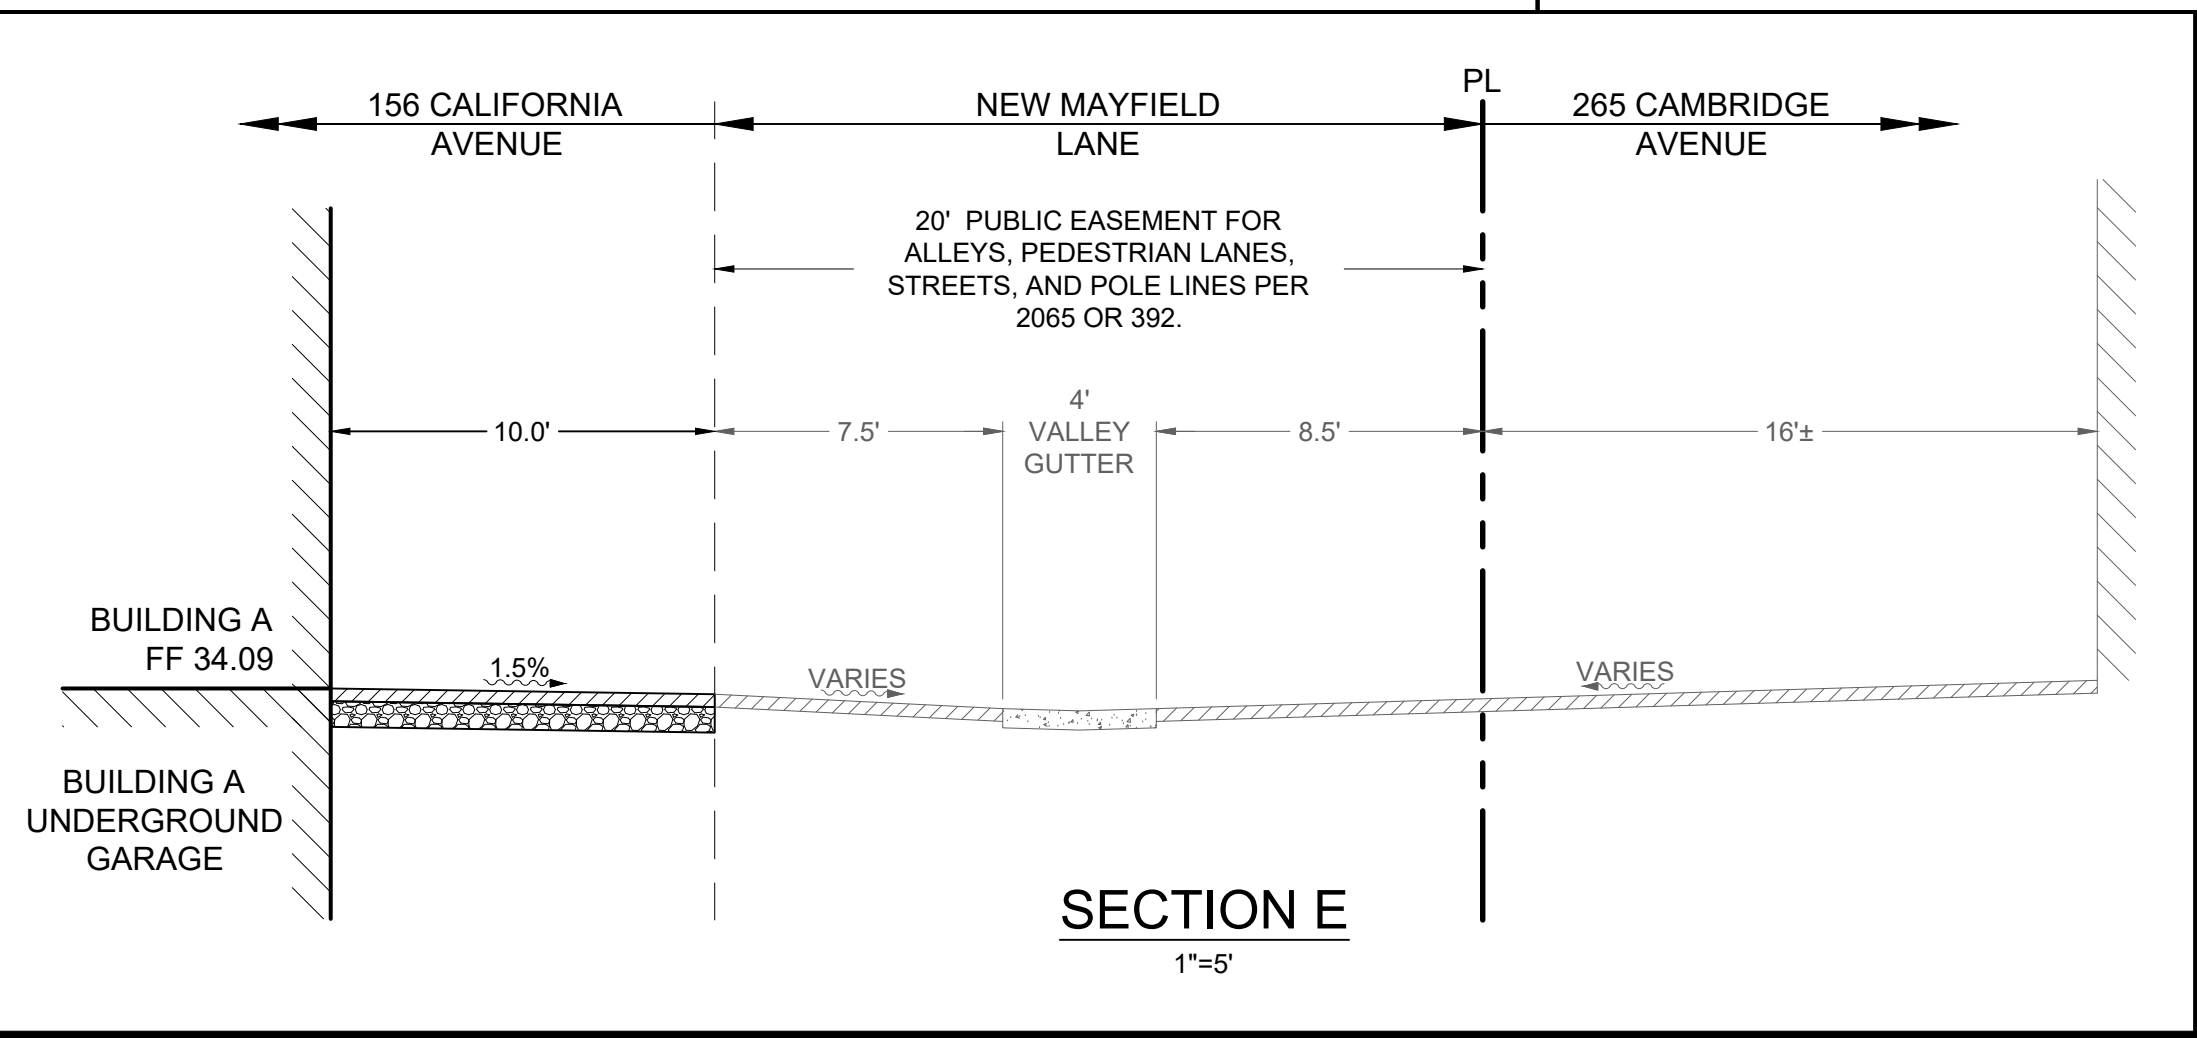 PL
156 CALIFORNIA
AVENUE
NEW MAYFIELD
LANE
265 CAMBRIDGE
AVENUE
20' PUBLIC EASEMENT FOR
ALLEYS, PEDESTRIAN LANES,
STREETS, AND POLE LINES PER
2065 OR 392.
10.0'
7.5'
4'
VALLEY
GUTTER
8.5'
16'±
BUILDING A
FF 34.09
1.5%
VARIES
VARIES
BUILDING A
UNDERGROUND
GARAGE
SECTION E
1"=5'